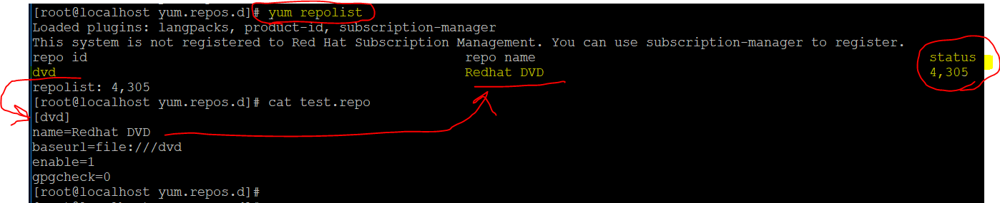 [root@localhost yum.repos.d]# yum repolist
Loaded plugins: langpacks, product-id, subscription-manager
This system is not registered to Red Hat Subscription Management. You can use subscription-manager to register.
repo id repo name status
dvd Redhat DVD 4,305
repolist: 4,305
[root@localhost yum.repos.d]# cat test.repo
[dvd]
name=Redhat DVD
baseurl=file:///dvd
enable=1
gpgcheck=0
[root@localhost yum.repos.d]#